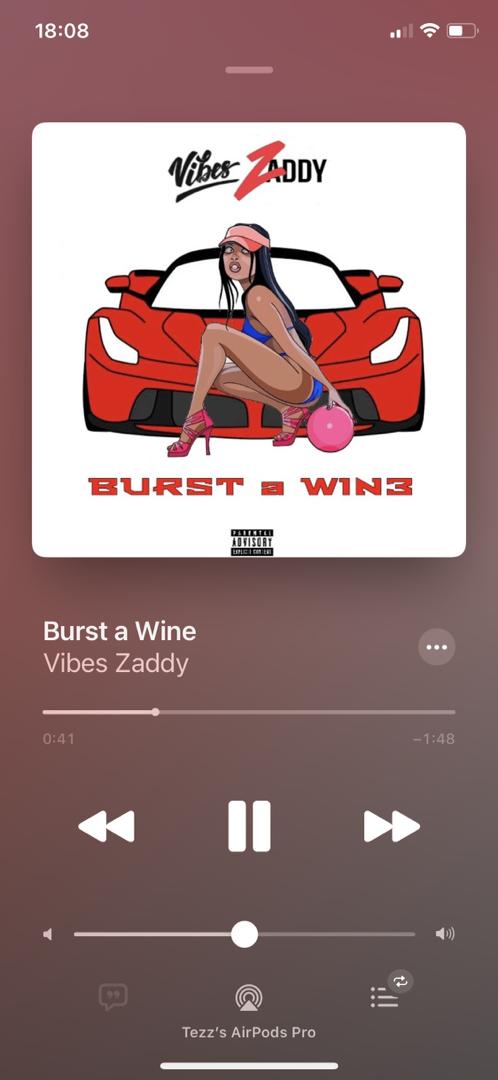 18:08
Vibes ZADDY
BURST a W1N3
PARENTAL
ADVISORY
EXPLICIT CONTENT
Burst a Wine
Vibes Zaddy
0:41
−1:48
Tezz's AirPods Pro